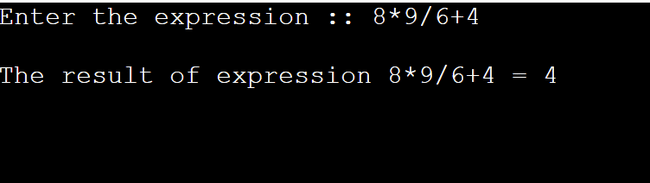 Enter the expression :: 8*9/6+4
The result of expression 8*9/6+4 = 4